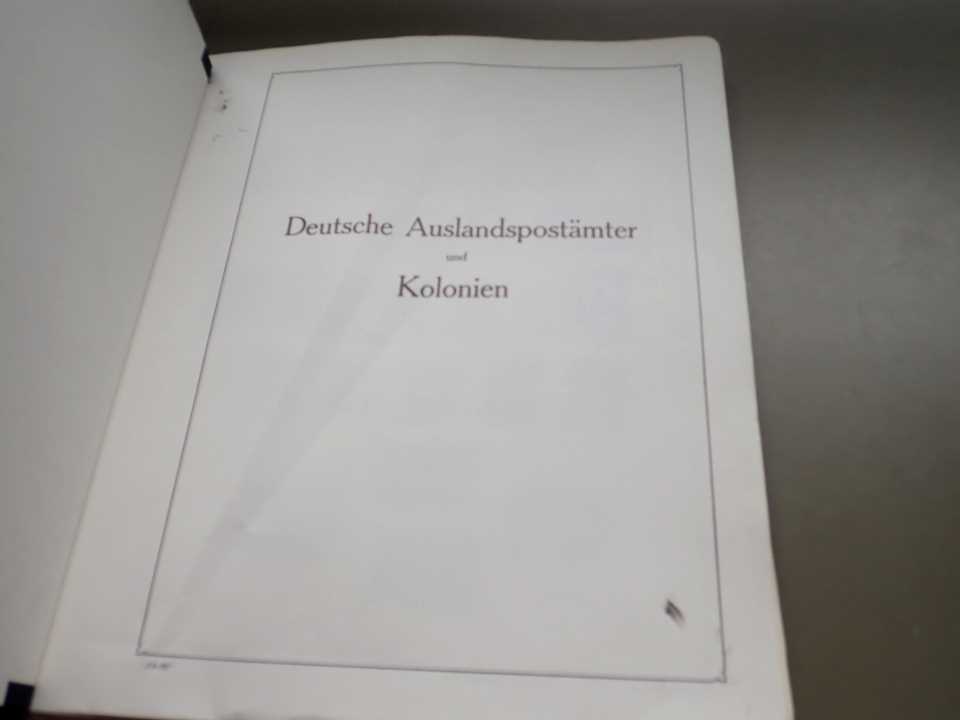 Deutsche Auslandspostämter
und
Kolonien